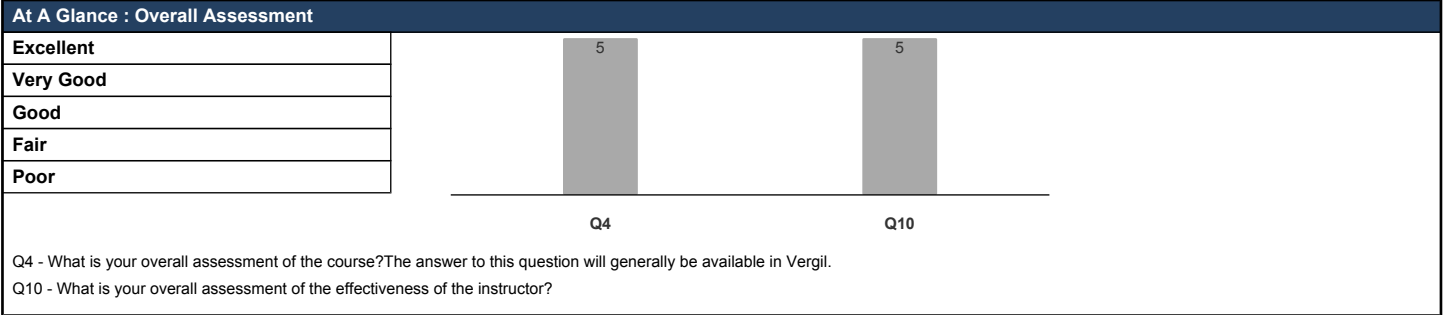 At A Glance : Overall Assessment
Excellent
Very Good
Good
Fair
Poor
5
5
Q4
Q10
Q4 - What is your overall assessment of the course?The answer to this question will generally be available in Vergil.
Q10 - What is your overall assessment of the effectiveness of the instructor?